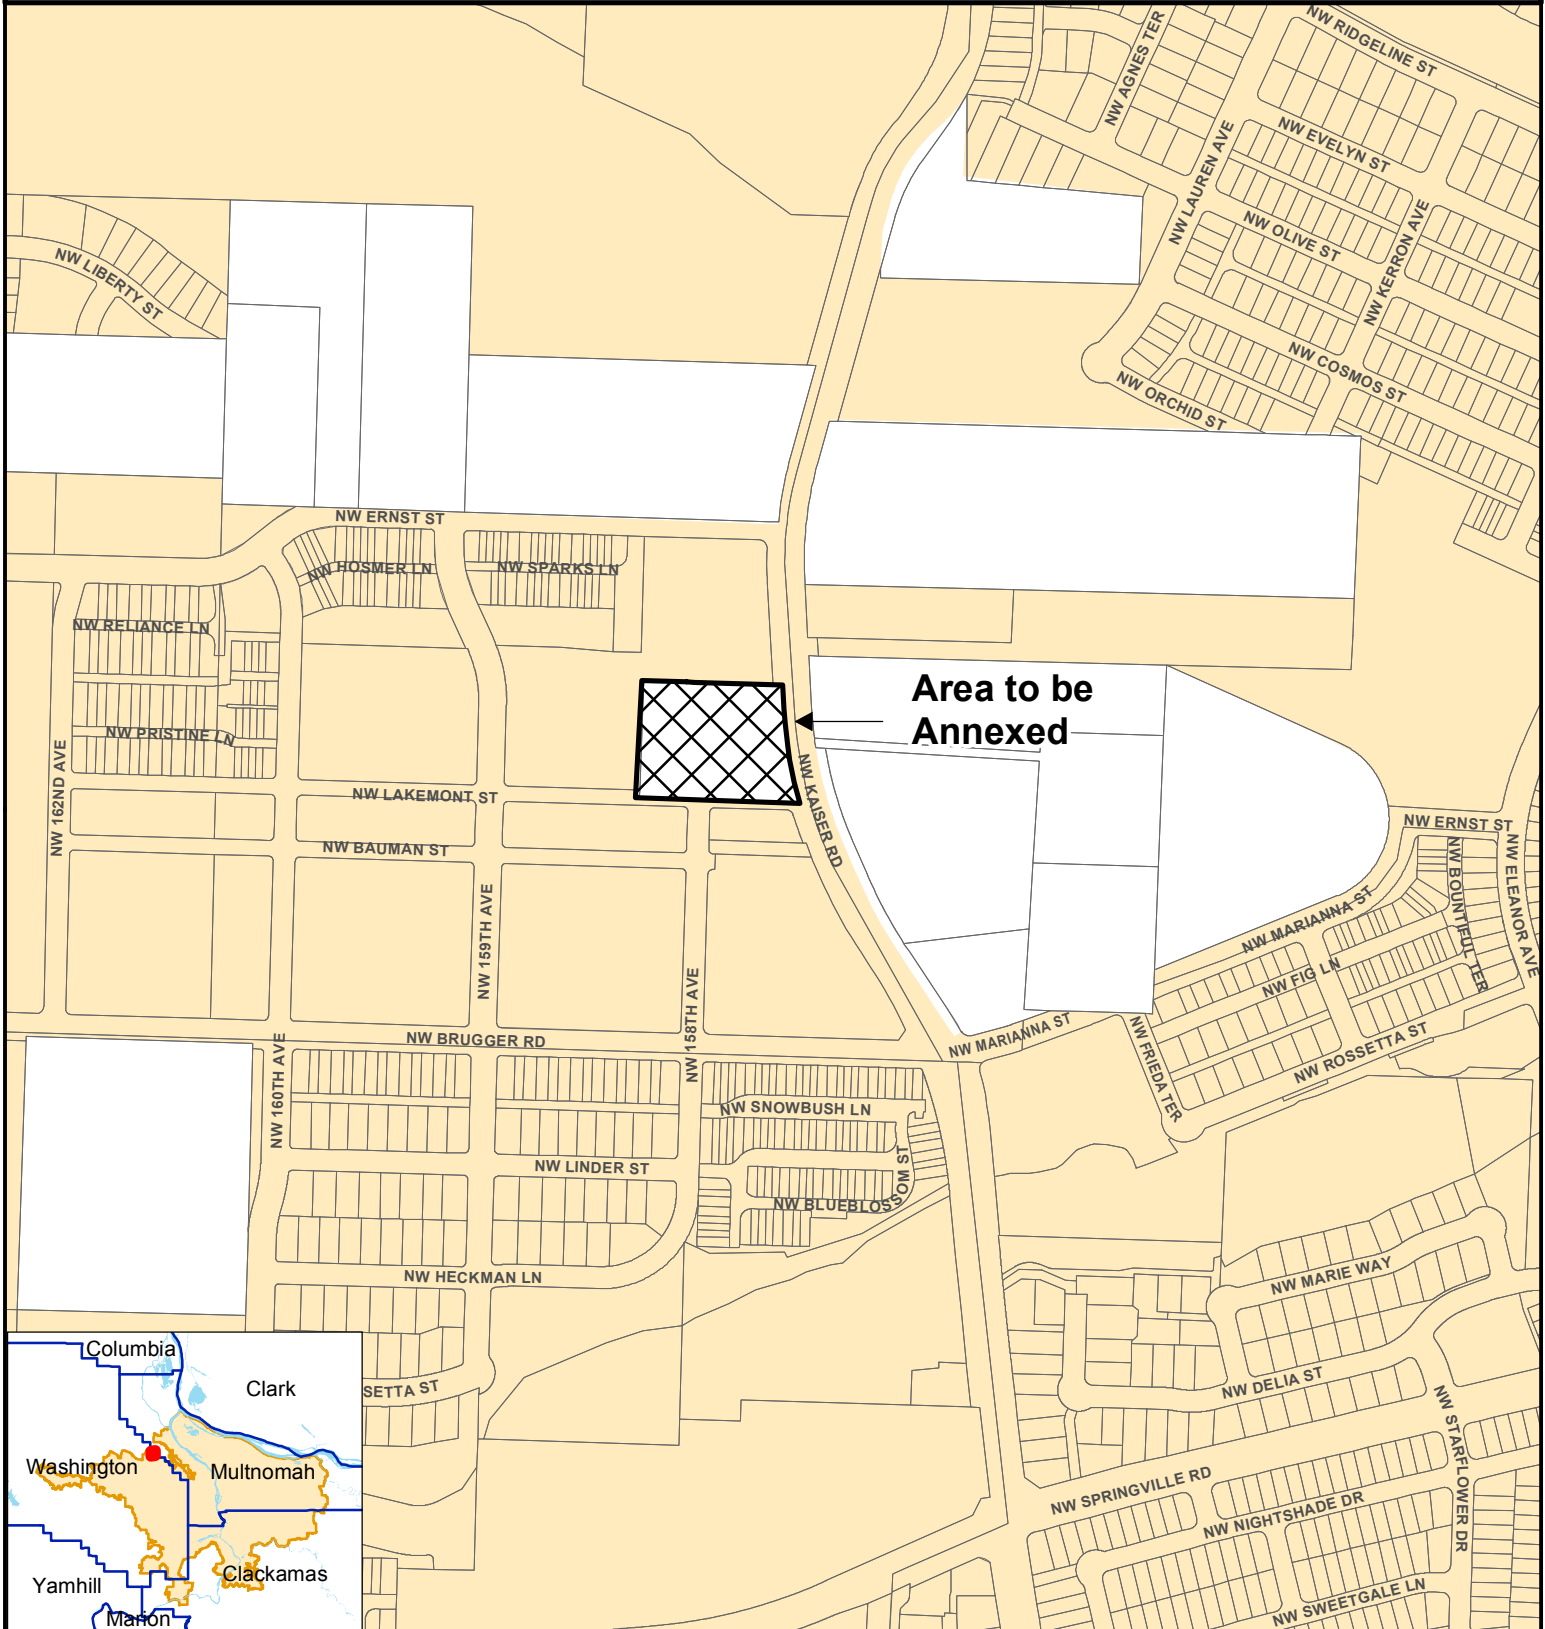 NW RIDGELINE ST
NW AGNES TER
NW EVELYN ST
NW LAUREN AVE
NW OLIVE ST
NW KERRON AVE
NW LIBERTY ST
NW COSMOS ST
NW ORCHID ST
NW ERNST ST
NW HOSMER LN
NW SPARKS LN
NW RELIANCE LN
Area to be
Annexed
NW PRISTINE LN
NW 162ND AVE
NW LAKEMONT ST
NW KAISER RD
NW BAUMAN ST
NW ERNST ST
NW BOUNTIFUL TER
NW ELEANOR AVE
NW 159TH AVE
NW MARIANNA ST
NW FIG LN
NW 158TH AVE
NW BRUGGER RD
NW MARIANNA ST
NW ROSSETTA ST
NW FRIEDA TER
NW 160TH AVE
NW SNOWBUSH LN
NW LINDER ST
NW BLUEBLOSSOM ST
NW HECKMAN LN
NW MARIE WAY
SETTA ST
NW DELIA ST
NW STARFLOWER DR
NW SPRINGVILLE RD
NW NIGHTSHADE DR
NW SWEETGALE LN
Columbia
Clark
Washington
Multnomah
Yamhill
Clackamas
Marion